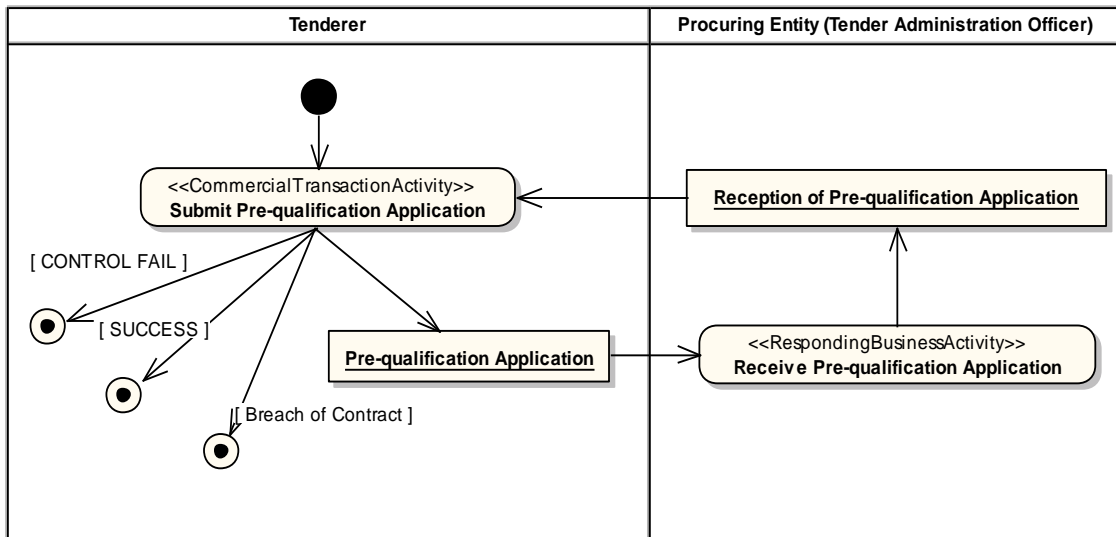 Tenderer
Procuring Entity (Tender Administration Officer)
<<CommercialTransactionActivity>>
Submit Pre-qualification Application
Reception of Pre-qualification Application
[ CONTROL FAIL ]
[ SUCCESS ]
[ Breach of Contract ]
Pre-qualification Application
<<RespondingBusinessActivity>>
Receive Pre-qualification Application